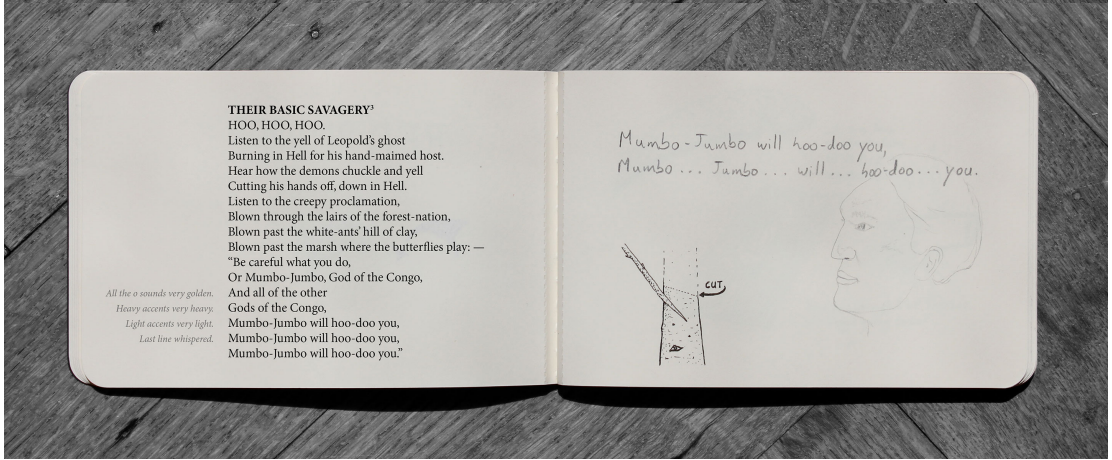 THEIR BASIC SAVAGERY³
HOO, HOO, HOO.
Listen to the yell of Leopold's ghost
Burning in Hell for his hand-maimed host.
Hear how the demons chuckle and yell
Cutting his hands off, down in Hell.
Listen to the creepy proclamation,
Blown through the lairs of the forest-nation,
Blown past the white-ants' hill of clay,
Blown past the marsh where the butterflies play: —
“Be careful what you do,
Or Mumbo-Jumbo, God of the Congo,
All the o sounds very golden.
And all of the other
Heavy accents very heavy.
Gods of the Congo,
Light accents very light.
Mumbo-Jumbo will hoo-doo you,
Last line whispered.
Mumbo-Jumbo will hoo-doo you,
Mumbo-Jumbo will hoo-doo you.”
Mumbo-Jumbo will hoo-doo you,
Mumbo ... Jumbo ... will ... hoo-doo ... you.
CUT